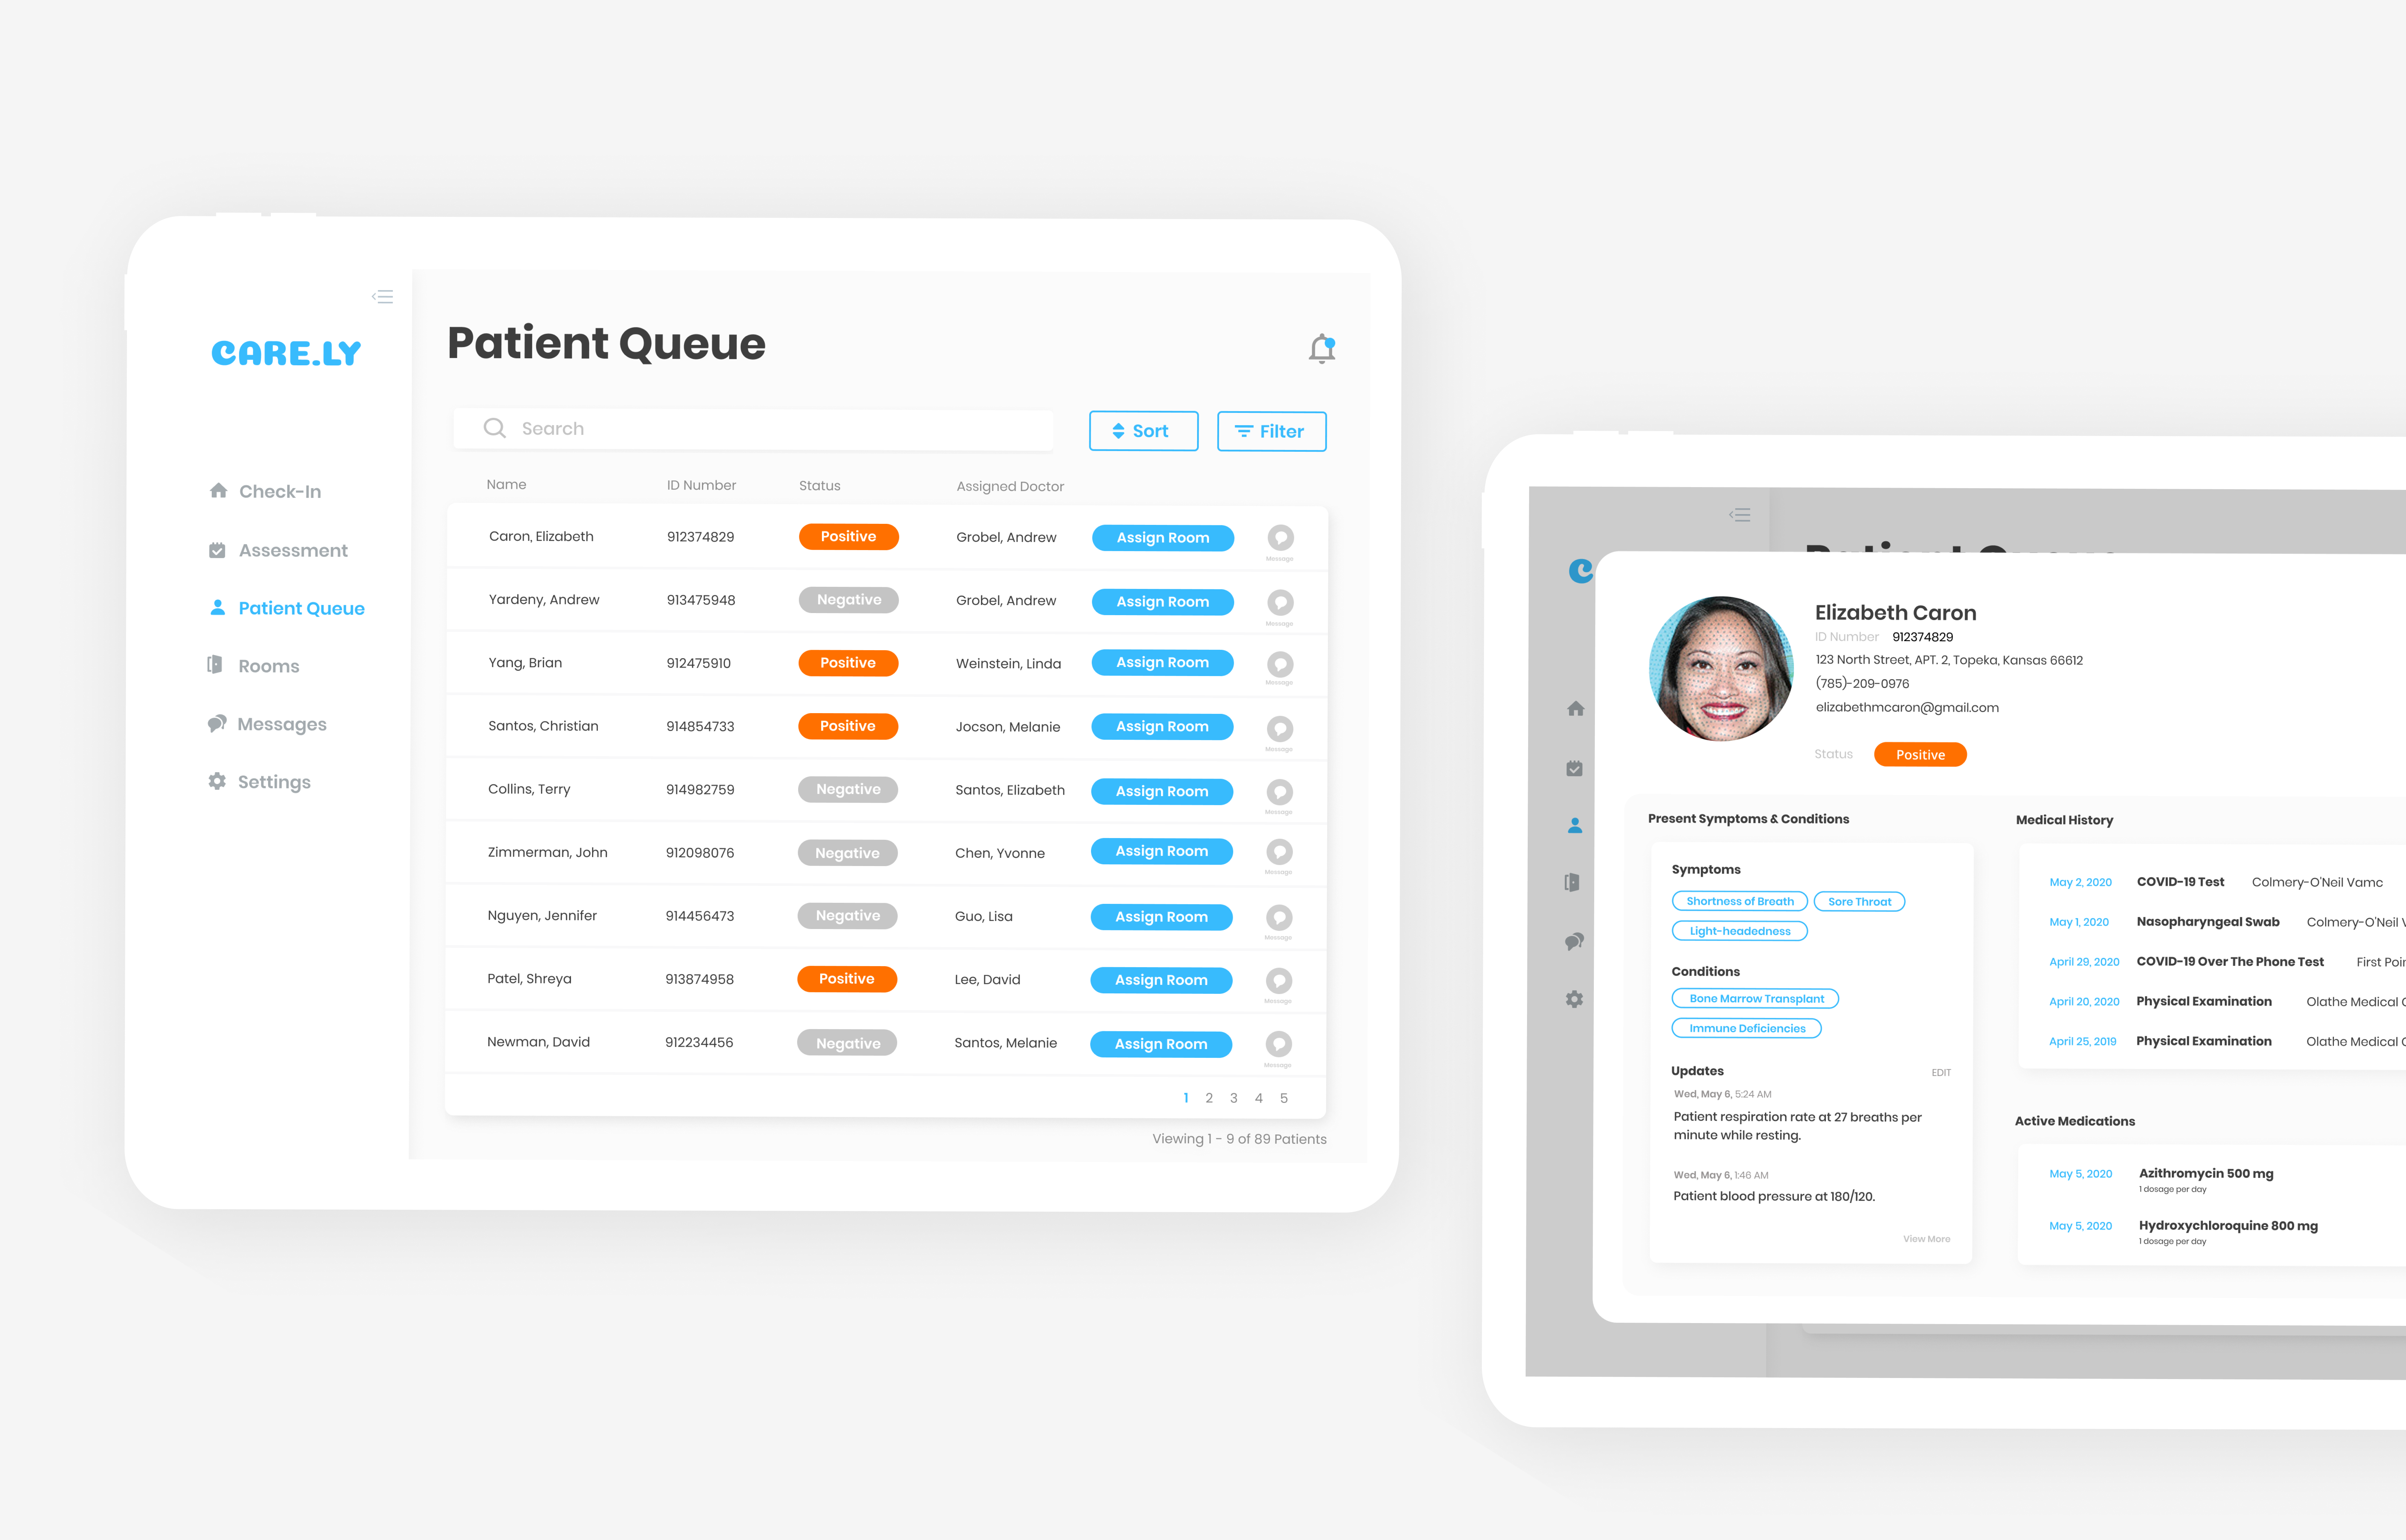 CARE.LY
Check-In
Assessment
Patient Queue
Rooms
Messages
Settings
Patient Queue
Search
Sort
Filter
Name ID Number Status Assigned Doctor
Caron, Elizabeth 912374829 Positive Grobel, Andrew Assign Room Message
Yardeny, Andrew 913475948 Negative Grobel, Andrew Assign Room Message
Yang, Brian 912475910 Positive Weinstein, Linda Assign Room Message
Santos, Christian 914854733 Positive Jocson, Melanie Assign Room Message
Collins, Terry 914982759 Negative Santos, Elizabeth Assign Room Message
Zimmerman, John 912098076 Negative Chen, Yvonne Assign Room Message
Nguyen, Jennifer 914456473 Negative Guo, Lisa Assign Room Message
Patel, Shreya 913874958 Positive Lee, David Assign Room Message
Newman, David 912234456 Negative Santos, Melanie Assign Room Message
1 2 3 4 5
Viewing 1 - 9 of 89 Patients
C
Elizabeth Caron
ID Number 912374829
123 North Street, APT. 2, Topeka, Kansas 66612
(785)-209-0976
elizabethmcaron@gmail.com
Status Positive
Present Symptoms & Conditions
Symptoms
Shortness of Breath Sore Throat
Light-headedness
Conditions
Bone Marrow Transplant
Immune Deficiencies
Updates EDIT
Wed, May 6, 5:24 AM
Patient respiration rate at 27 breaths per
minute while resting.
Wed, May 6, 1:46 AM
Patient blood pressure at 180/120.
View More
Medical History
May 2, 2020 COVID-19 Test Colmery-O'Neil Vamc
May 1, 2020 Nasopharyngeal Swab Colmery-O'Neil
April 29, 2020 COVID-19 Over The Phone Test First
April 20, 2020 Physical Examination Olathe Medical
April 25, 2019 Physical Examination Olathe Medical
Active Medications
May 5, 2020 Azithromycin 500 mg
1 dosage per day
May 5, 2020 Hydroxychloroquine 800 mg
1 dosage per day